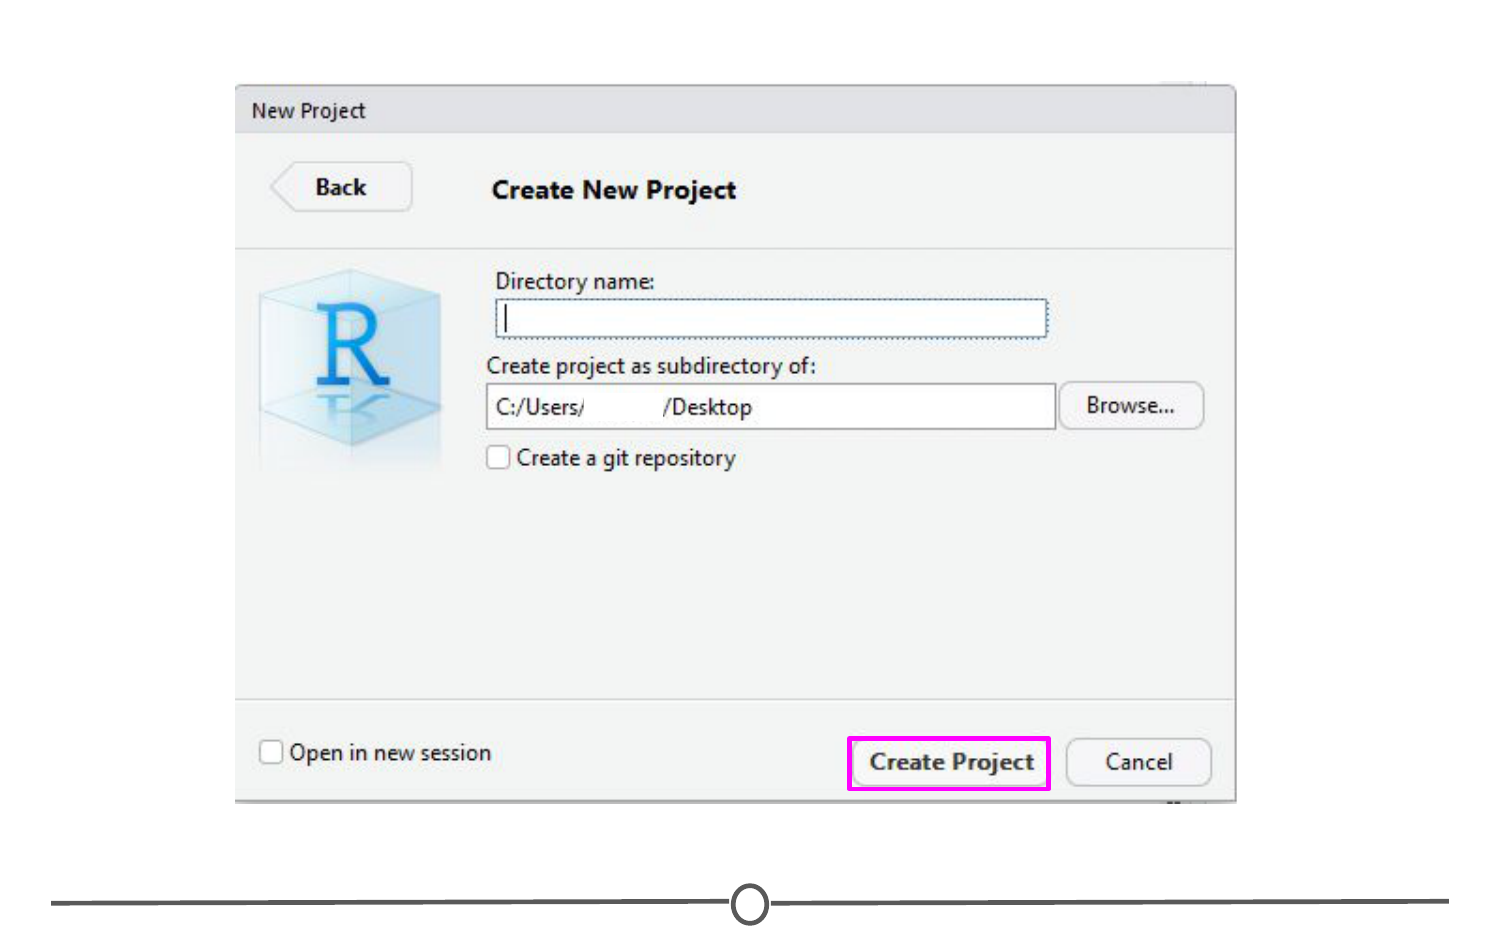 New Project
Back
Create New Project
Directory name:
Create project as subdirectory of:
C:/Users/ /Desktop
Browse...
Create a git repository
R
Open in new session
Create Project
Cancel